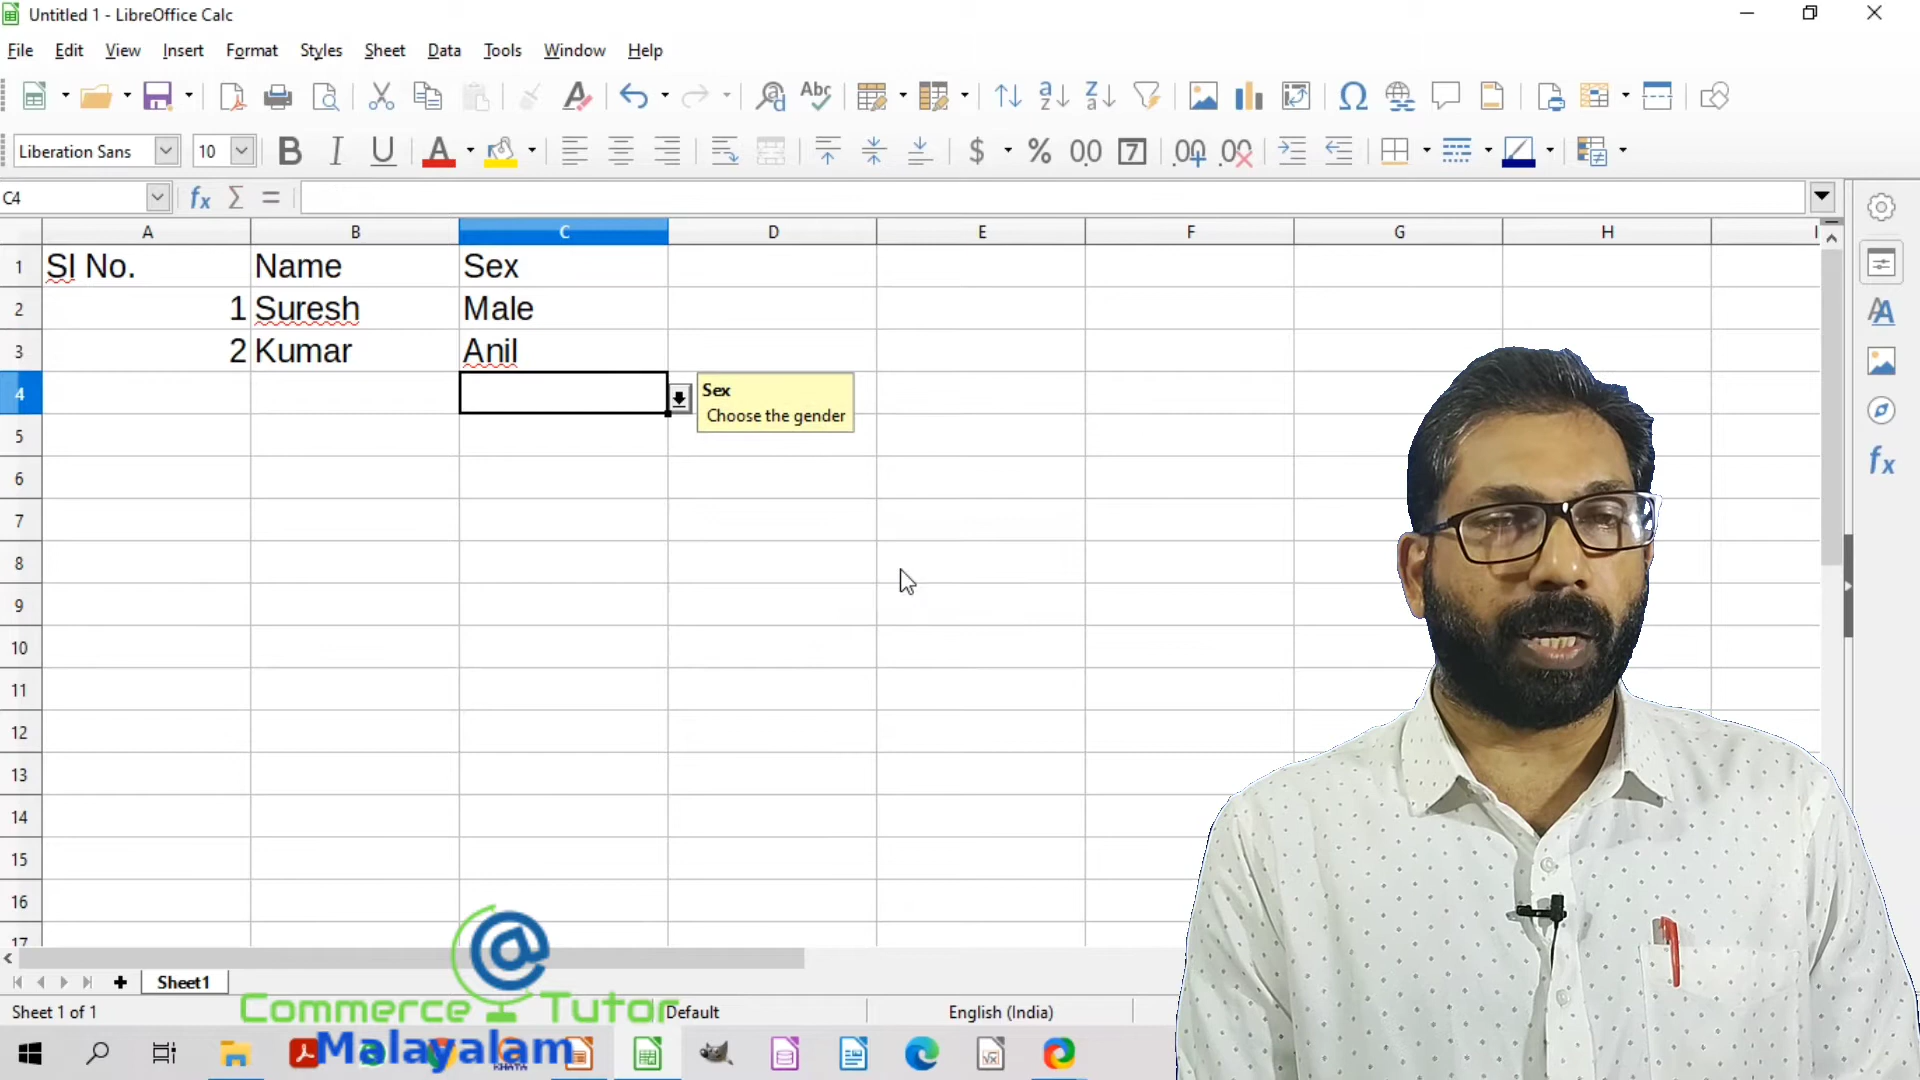 Untitled 1 - LibreOffice Calc
File Edit View Insert Format Styles Sheet Data Tools Window Help
Liberation Sans 10
C4
A B C D E F G H I
1 SI No. Name Sex
2 1 Suresh Male
3 2 Kumar Anil
4
Sex
Choose the gender
5
6
7
8
9
10
11
12
13
14
15
16
17
Sheet1
Sheet 1 of 1 Default English (India)
Commerce Tutor
Malayalam